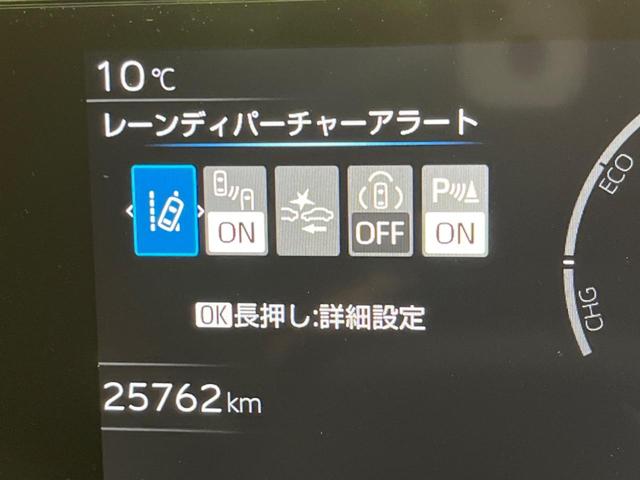 10℃
レーンディパーチャーアラート
ON OFF P ON
OK長押し:詳細設定
25762km
ECO
CHG